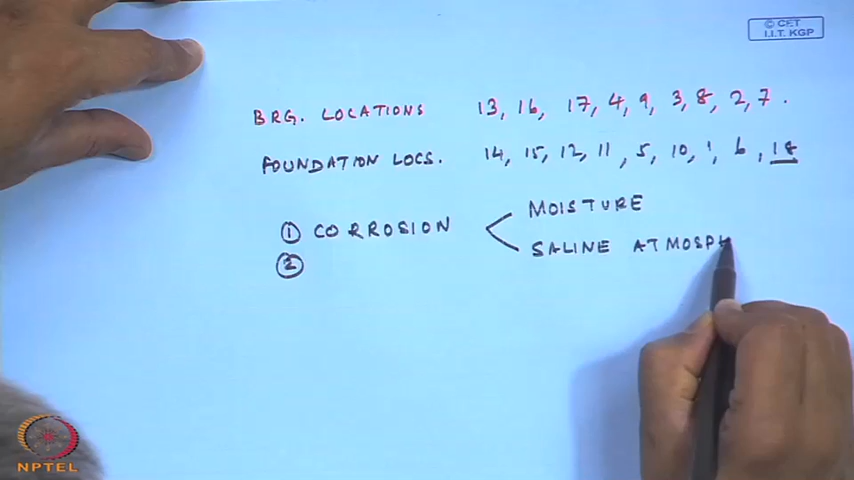 © CET
I.I.T. KGP
BRG. LOCATIONS 13, 16, 17, 4, 9, 3, 8, 2, 7.
FOUNDATION LOCS. 14, 15, 12, 11, 5, 10, 1, 6, 18
① CORROSION < MOISTURE
SALINE ATMOSPH
②
NPTEL